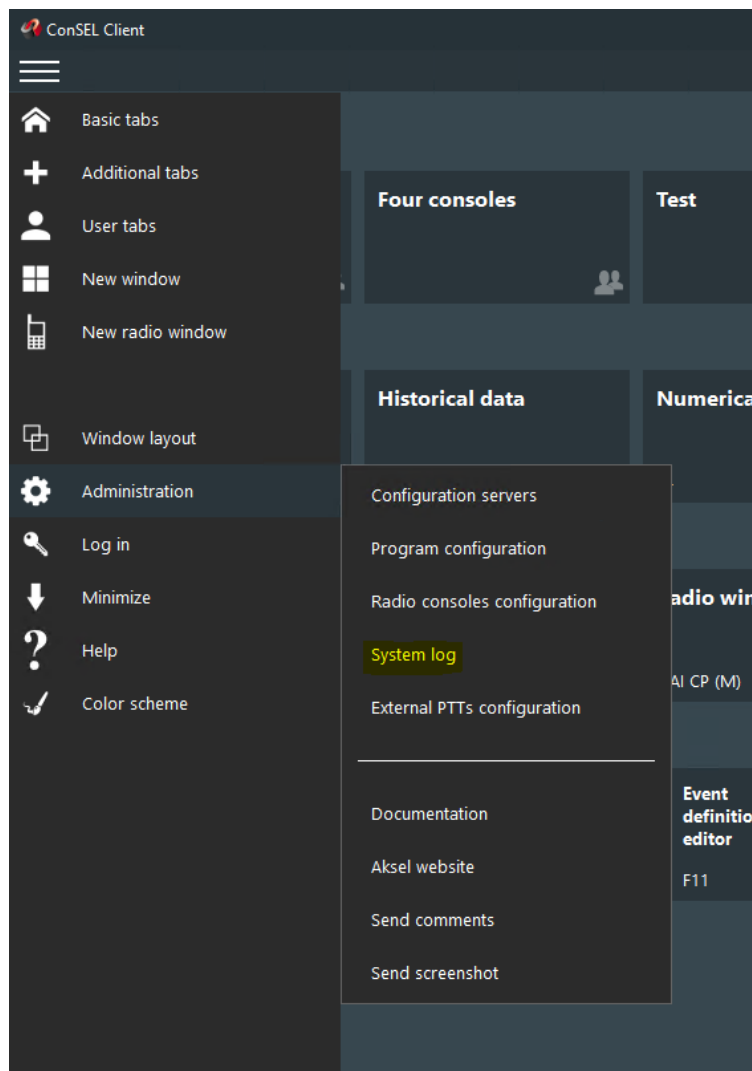 ConSEL Client
Basic tabs
Additional tabs
User tabs
New window
New radio window
Window layout
Administration
Log in
Minimize
Help
Color scheme
Configuration servers
Program configuration
Radio consoles configuration
System log
External PTTs configuration
Documentation
Aksel website
Send comments
Send screenshot
Four consoles
Test
Historical data
Numerica
adio win
AI CP (M)
Event
definitio
editor
F11